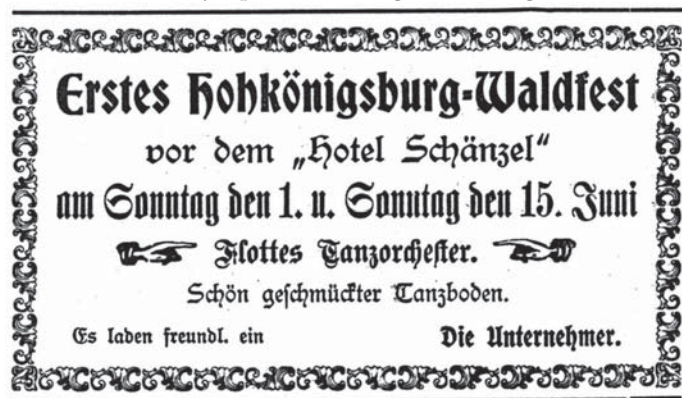 Erstes Hohkönigsburg-Waldfest
vor dem „Hotel Schänzel“
am Sonntag den 1. u. Sonntag den 15. Juni
Flottes Tanzorchester.
Schön geschmückter Tanzboden.
Es laden freundl. ein Die Unternehmer.